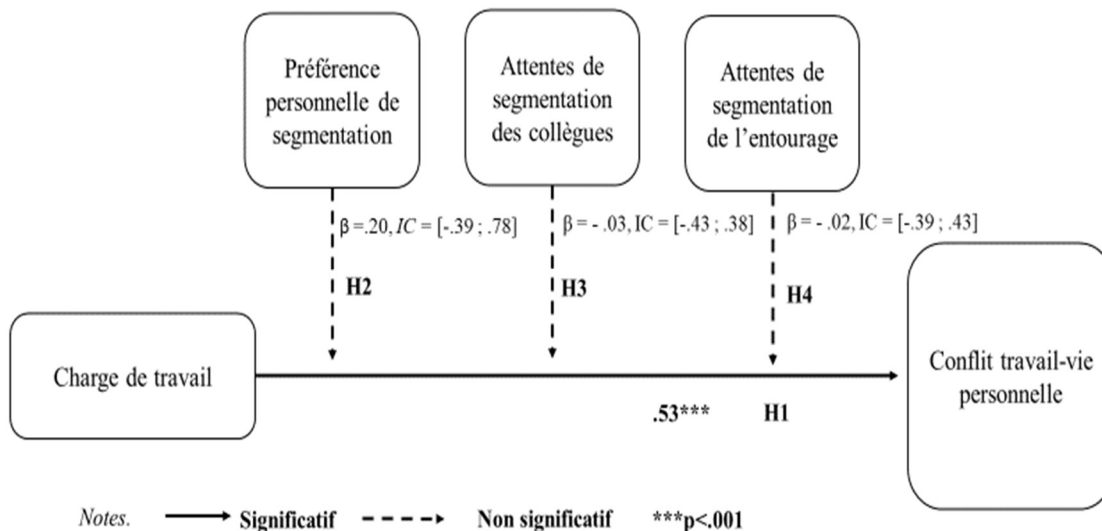 Préférence
personnelle de
segmentation
Attentes de
segmentation
des collègues
Attentes de
segmentation
de l'entourage
β =.20, IC = [-.39 ; .78]
β = - .03, IC = [-.43 ; .38]
β = - .02, IC = [-.39 ; .43]
H2
H3
H4
Charge de travail
Conflit travail-vie
personnelle
.53*** H1
Notes. Significatif Non significatif ***p<.001